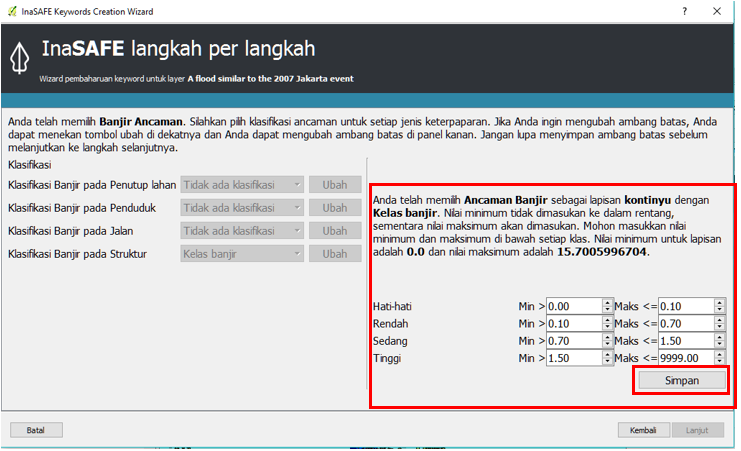 InaSAFE Keywords Creation Wizard
InaSAFE langkah per langkah
Wizard pembaharuan keyword untuk layer A flood similar to the 2007 Jakarta event
Anda telah memilih Banjir Ancaman. Silahkan pilih klasifikasi ancaman untuk setiap jenis keterpaparan. Jika Anda ingin mengubah ambang batas, Anda
dapat menekan tombol ubah di dekatnya dan Anda dapat mengubah ambang batas di panel kanan. Jangan lupa menyimpan ambang batas sebelum
melanjutkan ke langkah selanjutnya.
Klasifikasi
Klasifikasi Banjir pada Penutup lahan Tidak ada klasifikasi Ubah
Klasifikasi Banjir pada Penduduk Tidak ada klasifikasi Ubah
Klasifikasi Banjir pada Jalan Tidak ada klasifikasi Ubah
Klasifikasi Banjir pada Struktur Kelas banjir Ubah
Anda telah memilih Ancaman Banjir sebagai lapisan kontinyu dengan
Kelas banjir. Nilai minimum tidak dimasukan ke dalam rentang,
sementara nilai maksimum akan dimasukan. Mohon masukkan nilai
minimum dan maksimum di bawah setiap klas. Nilai minimum untuk lapisan
adalah 0.0 dan nilai maksimum adalah 15.7005996704.
Hati-hati Min > 0.00 Maks <= 0.10
Rendah Min > 0.10 Maks <= 0.70
Sedang Min > 0.70 Maks <= 1.50
Tinggi Min > 1.50 Maks <= 9999.00
Simpan
Batal Kembali Lanjut